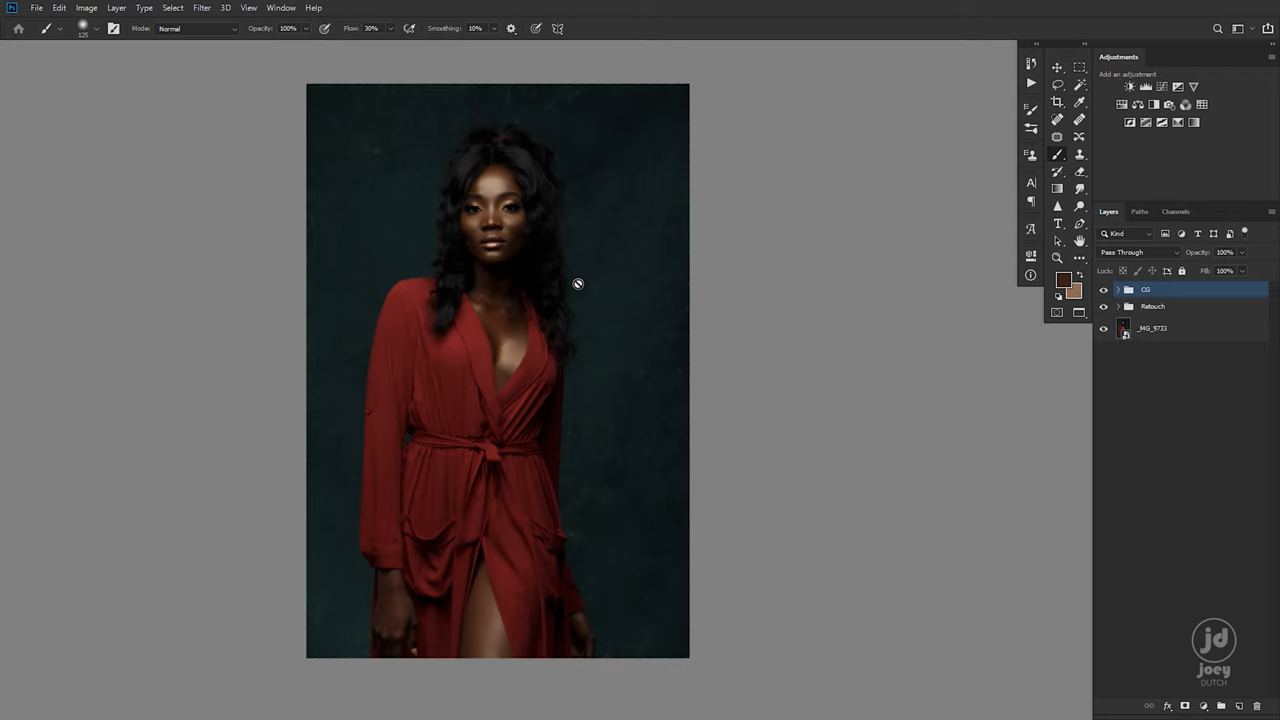 Ps File Edit Image Layer Type Select Filter 3D View Window Help
125 Mode: Normal Opacity: 100% Flow: 30% Smoothing: 10%
Adjustments
Add an adjustment
Layers Paths Channels
Kind
Pass Through Opacity: 100%
Lock: Fill: 100%
CG
Retouch
_MG_9733
jd
joey
DUTCH